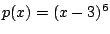 p(x) = (x − 3)⁶